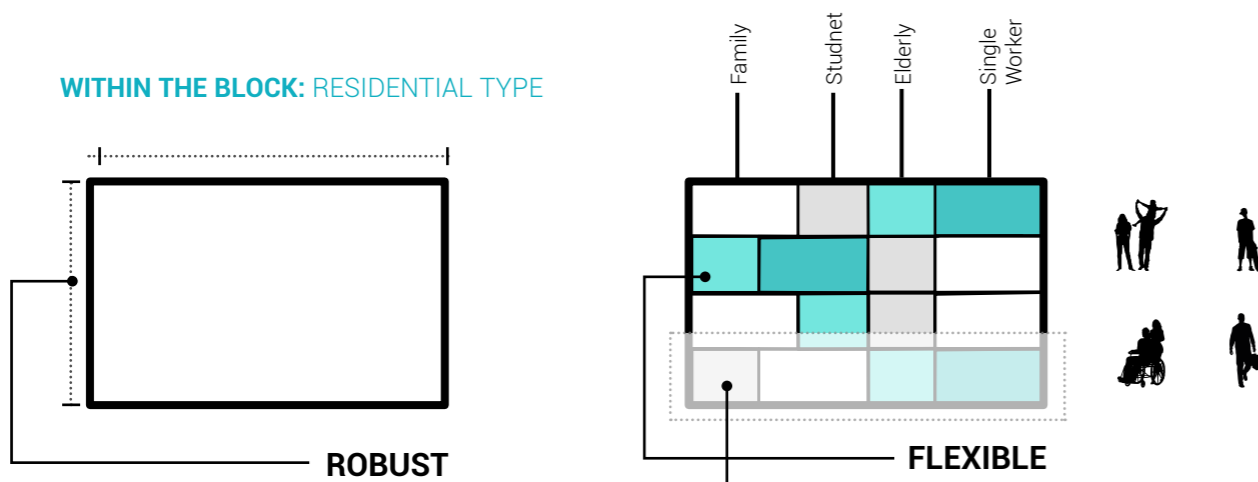 WITHIN THE BLOCK: RESIDENTIAL TYPE
Family
Studnet
Elderly
Single
Worker
ROBUST
FLEXIBLE